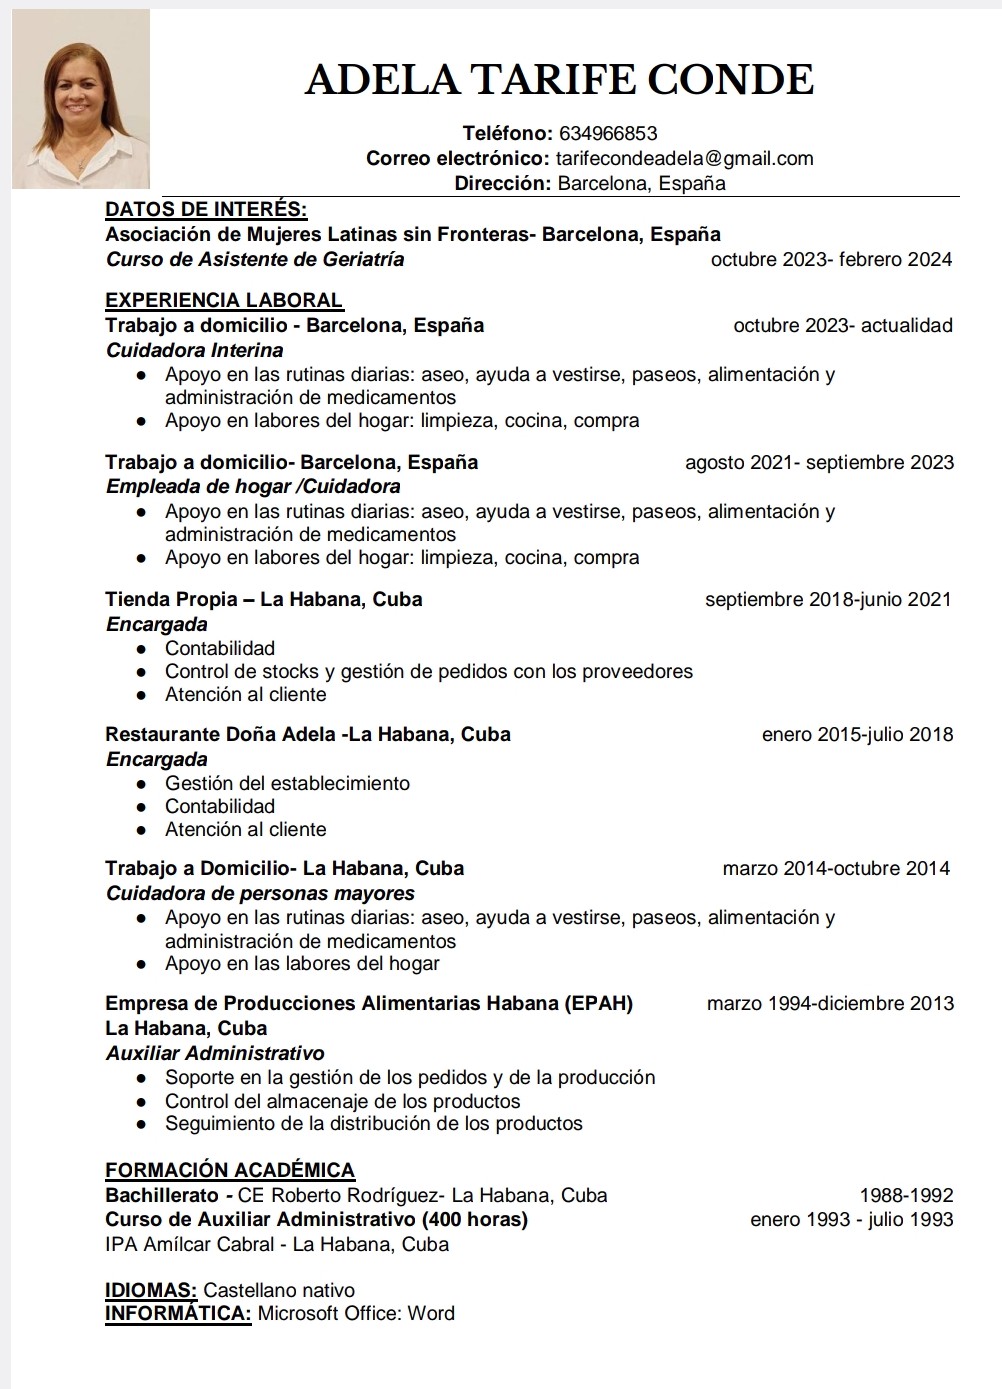 ADELA TARIFE CONDE
Teléfono: 634966853
Correo electrónico: tarifecondeadela@gmail.com
Dirección: Barcelona, España
DATOS DE INTERÉS:
Asociación de Mujeres Latinas sin Fronteras- Barcelona, España
Curso de Asistente de Geriatría octubre 2023- febrero 2024
EXPERIENCIA LABORAL
Trabajo a domicilio - Barcelona, España octubre 2023- actualidad
Cuidadora Interina
● Apoyo en las rutinas diarias: aseo, ayuda a vestirse, paseos, alimentación y
administración de medicamentos
● Apoyo en labores del hogar: limpieza, cocina, compra
Trabajo a domicilio- Barcelona, España agosto 2021- septiembre 2023
Empleada de hogar /Cuidadora
● Apoyo en las rutinas diarias: aseo, ayuda a vestirse, paseos, alimentación y
administración de medicamentos
● Apoyo en labores del hogar: limpieza, cocina, compra
Tienda Propia – La Habana, Cuba septiembre 2018-junio 2021
Encargada
● Contabilidad
● Control de stocks y gestión de pedidos con los proveedores
● Atención al cliente
Restaurante Doña Adela -La Habana, Cuba enero 2015-julio 2018
Encargada
● Gestión del establecimiento
● Contabilidad
● Atención al cliente
Trabajo a Domicilio- La Habana, Cuba marzo 2014-octubre 2014
Cuidadora de personas mayores
● Apoyo en las rutinas diarias: aseo, ayuda a vestirse, paseos, alimentación y
administración de medicamentos
● Apoyo en las labores del hogar
Empresa de Producciones Alimentarias Habana (EPAH) marzo 1994-diciembre 2013
La Habana, Cuba
Auxiliar Administrativo
● Soporte en la gestión de los pedidos y de la producción
● Control del almacenaje de los productos
● Seguimiento de la distribución de los productos
FORMACIÓN ACADÉMICA
Bachillerato - CE Roberto Rodríguez- La Habana, Cuba 1988-1992
Curso de Auxiliar Administrativo (400 horas) enero 1993 - julio 1993
IPA Amílcar Cabral - La Habana, Cuba
IDIOMAS: Castellano nativo
INFORMÁTICA: Microsoft Office: Word